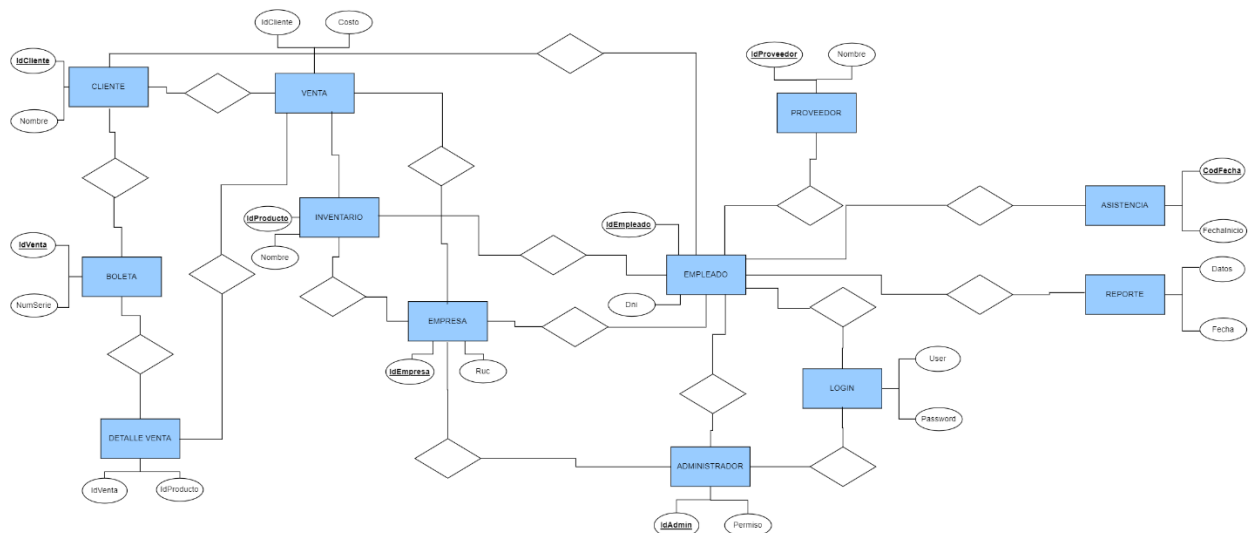 IdCliente
Costo
IdCliente
CLIENTE
Nombre
VENTA
IdProveedor
Nombre
PROVEEDOR
CodFecha
ASISTENCIA
FechaInicio
IdProducto
INVENTARIO
Nombre
IdEmpleado
EMPLEADO
Dni
IdVenta
BOLETA
NumSerie
Datos
REPORTE
Fecha
EMPRESA
IdEmpresa
Ruc
User
LOGIN
Password
DETALLE VENTA
IdVenta
IdProducto
ADMINISTRADOR
IdAdmin
Permiso